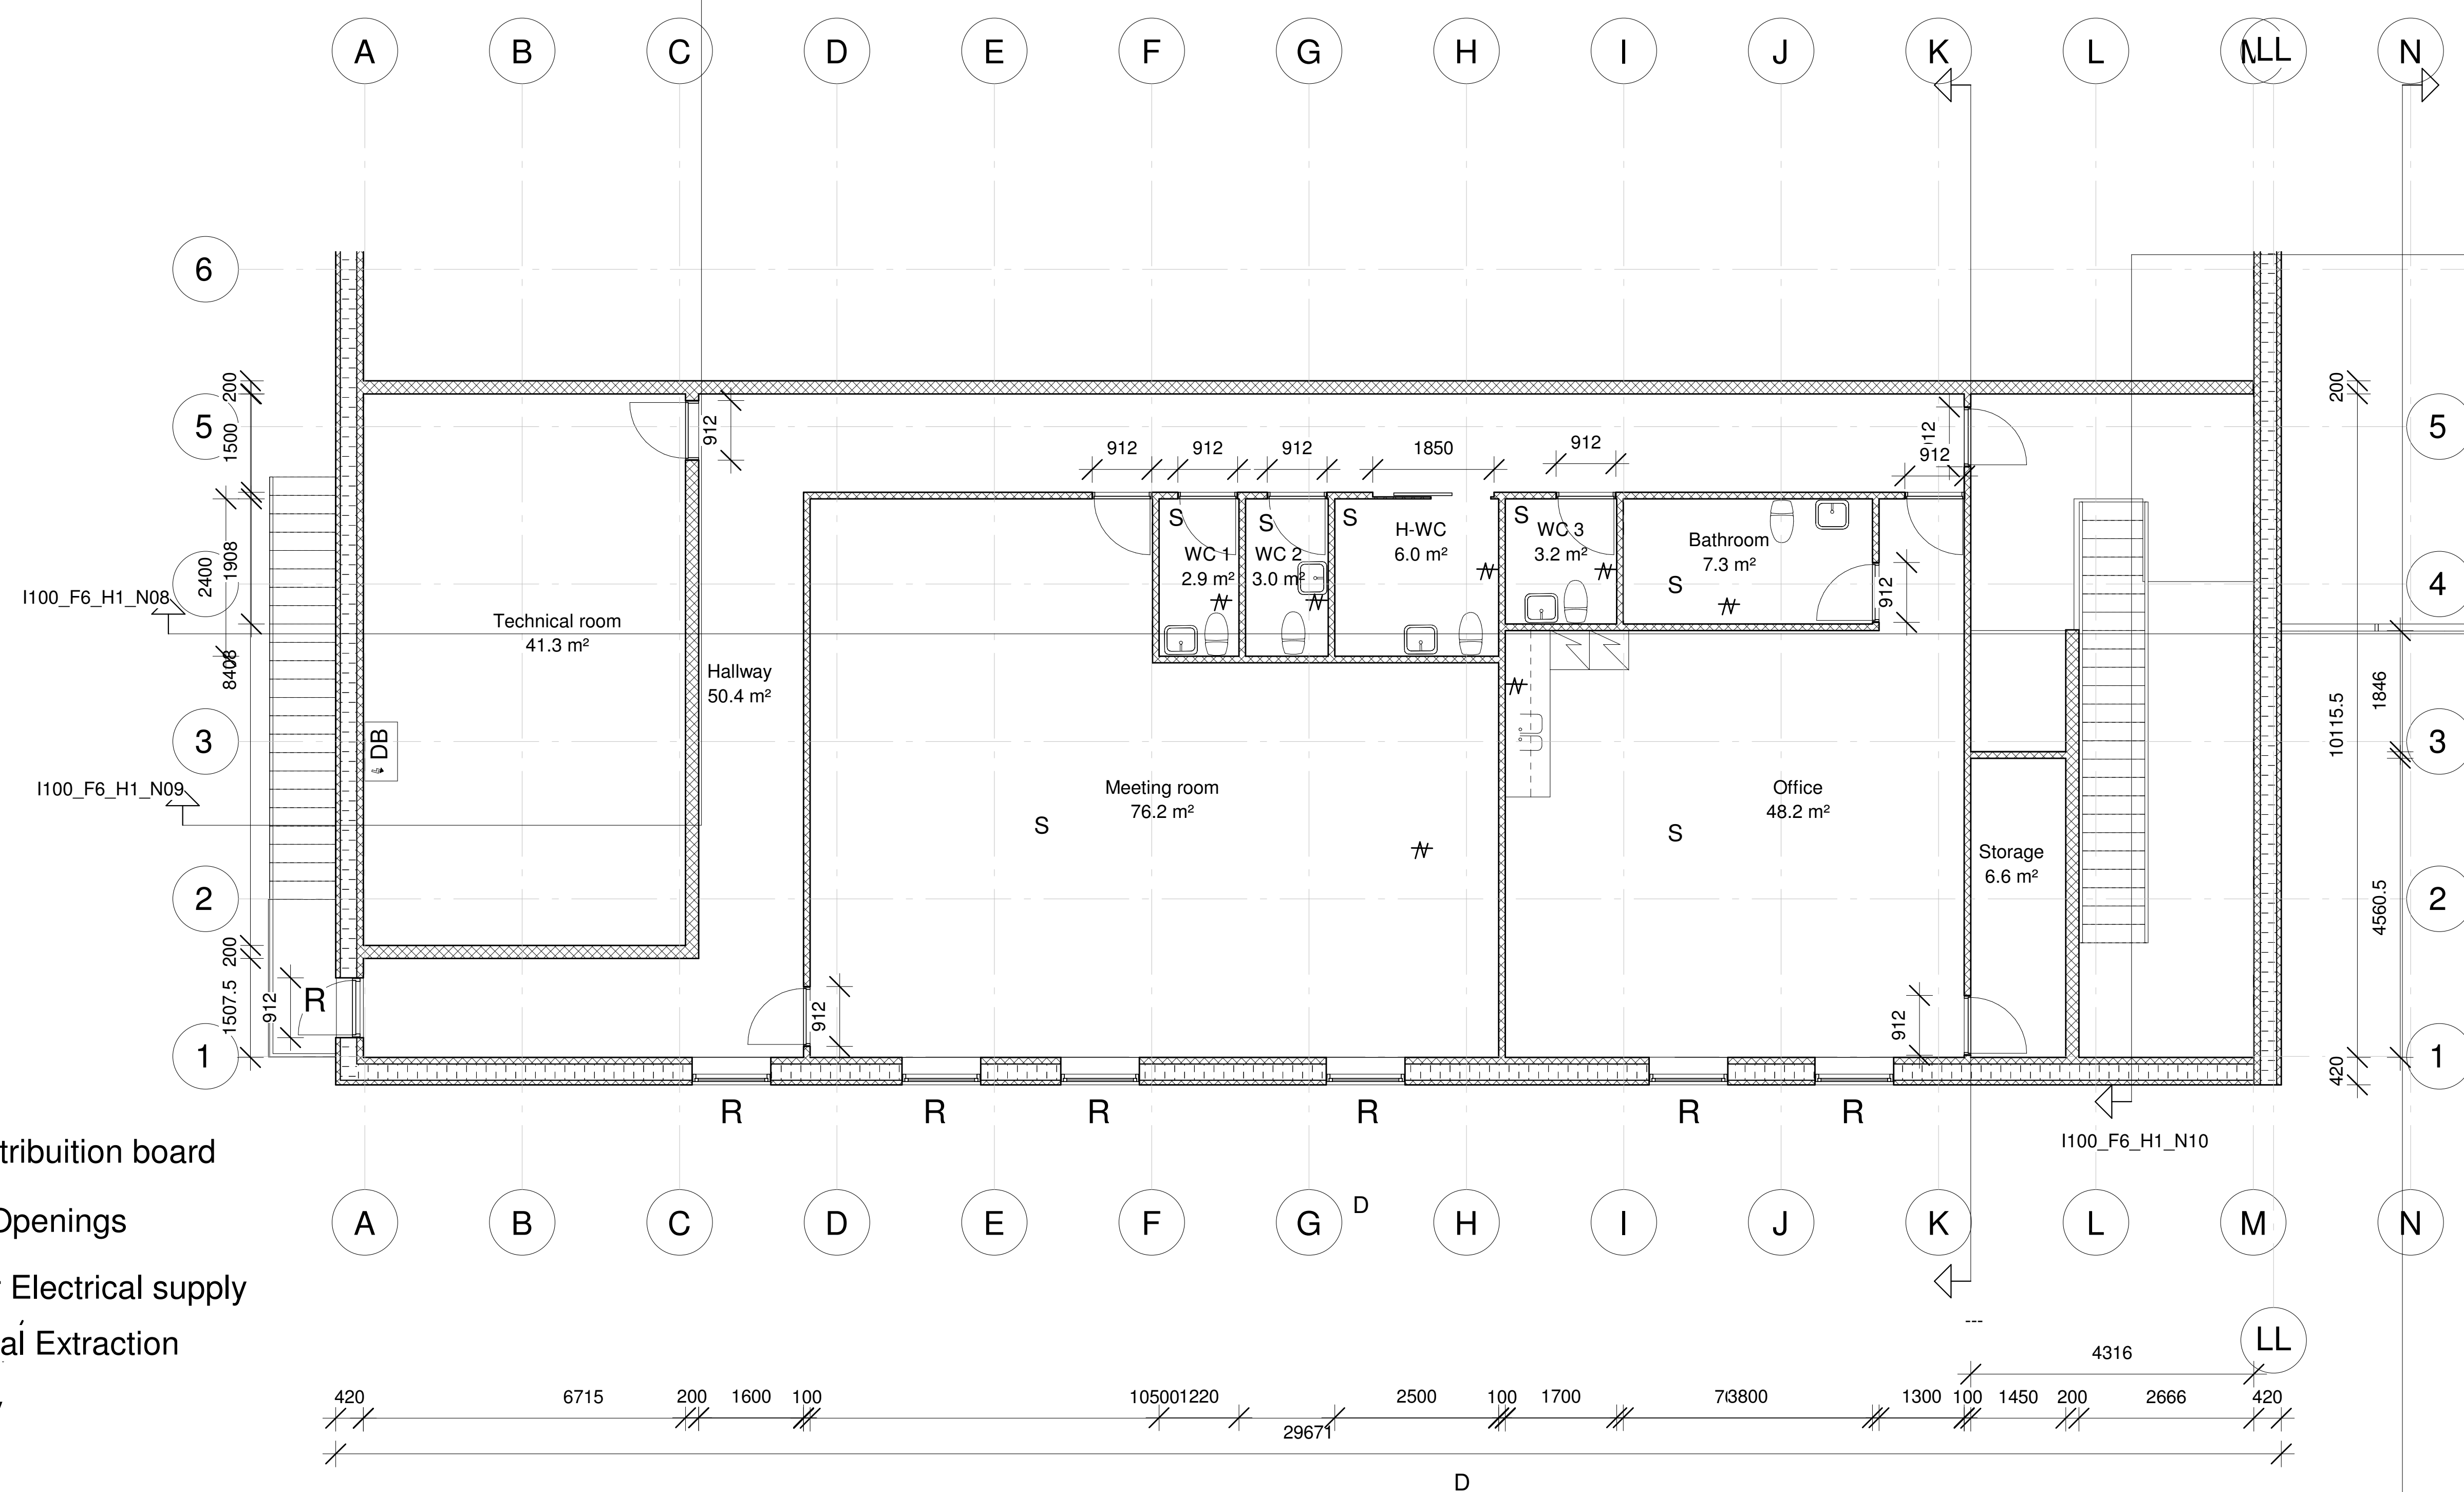 A B C D E F G H I J K L M LL N
6
200
200
5
1500
912
912
912
912
1850
912
912
912
5
S
S
S
S
H-WC
6.0 m²
WC 3
3.2 m²
Bathroom
7.3 m²
WC 1
2.9 m²
WC 2
3.0 m²
S
912
2400
1908
4
I100_F6_H1_N08
Technical room
41.3 m²
8408
Hallway
50.4 m²
1846
10115.5
3
DB
3
I100_F6_H1_N09
Meeting room
76.2 m²
Office
48.2 m²
S
S
Storage
6.6 m²
2
4560.5
2
200
1507.5
912
R
912
912
1
420
1
R R R R R R
tribuition board
I100_F6_H1_N10
D
Openings
A B C D E F G H I J K L M N
Electrical supply
al Extraction
---
LL
4316
420 6715 200 1600 100 10500 1220 2500 100 1700 3800 1300 100 1450 200 2666 420
29671
D